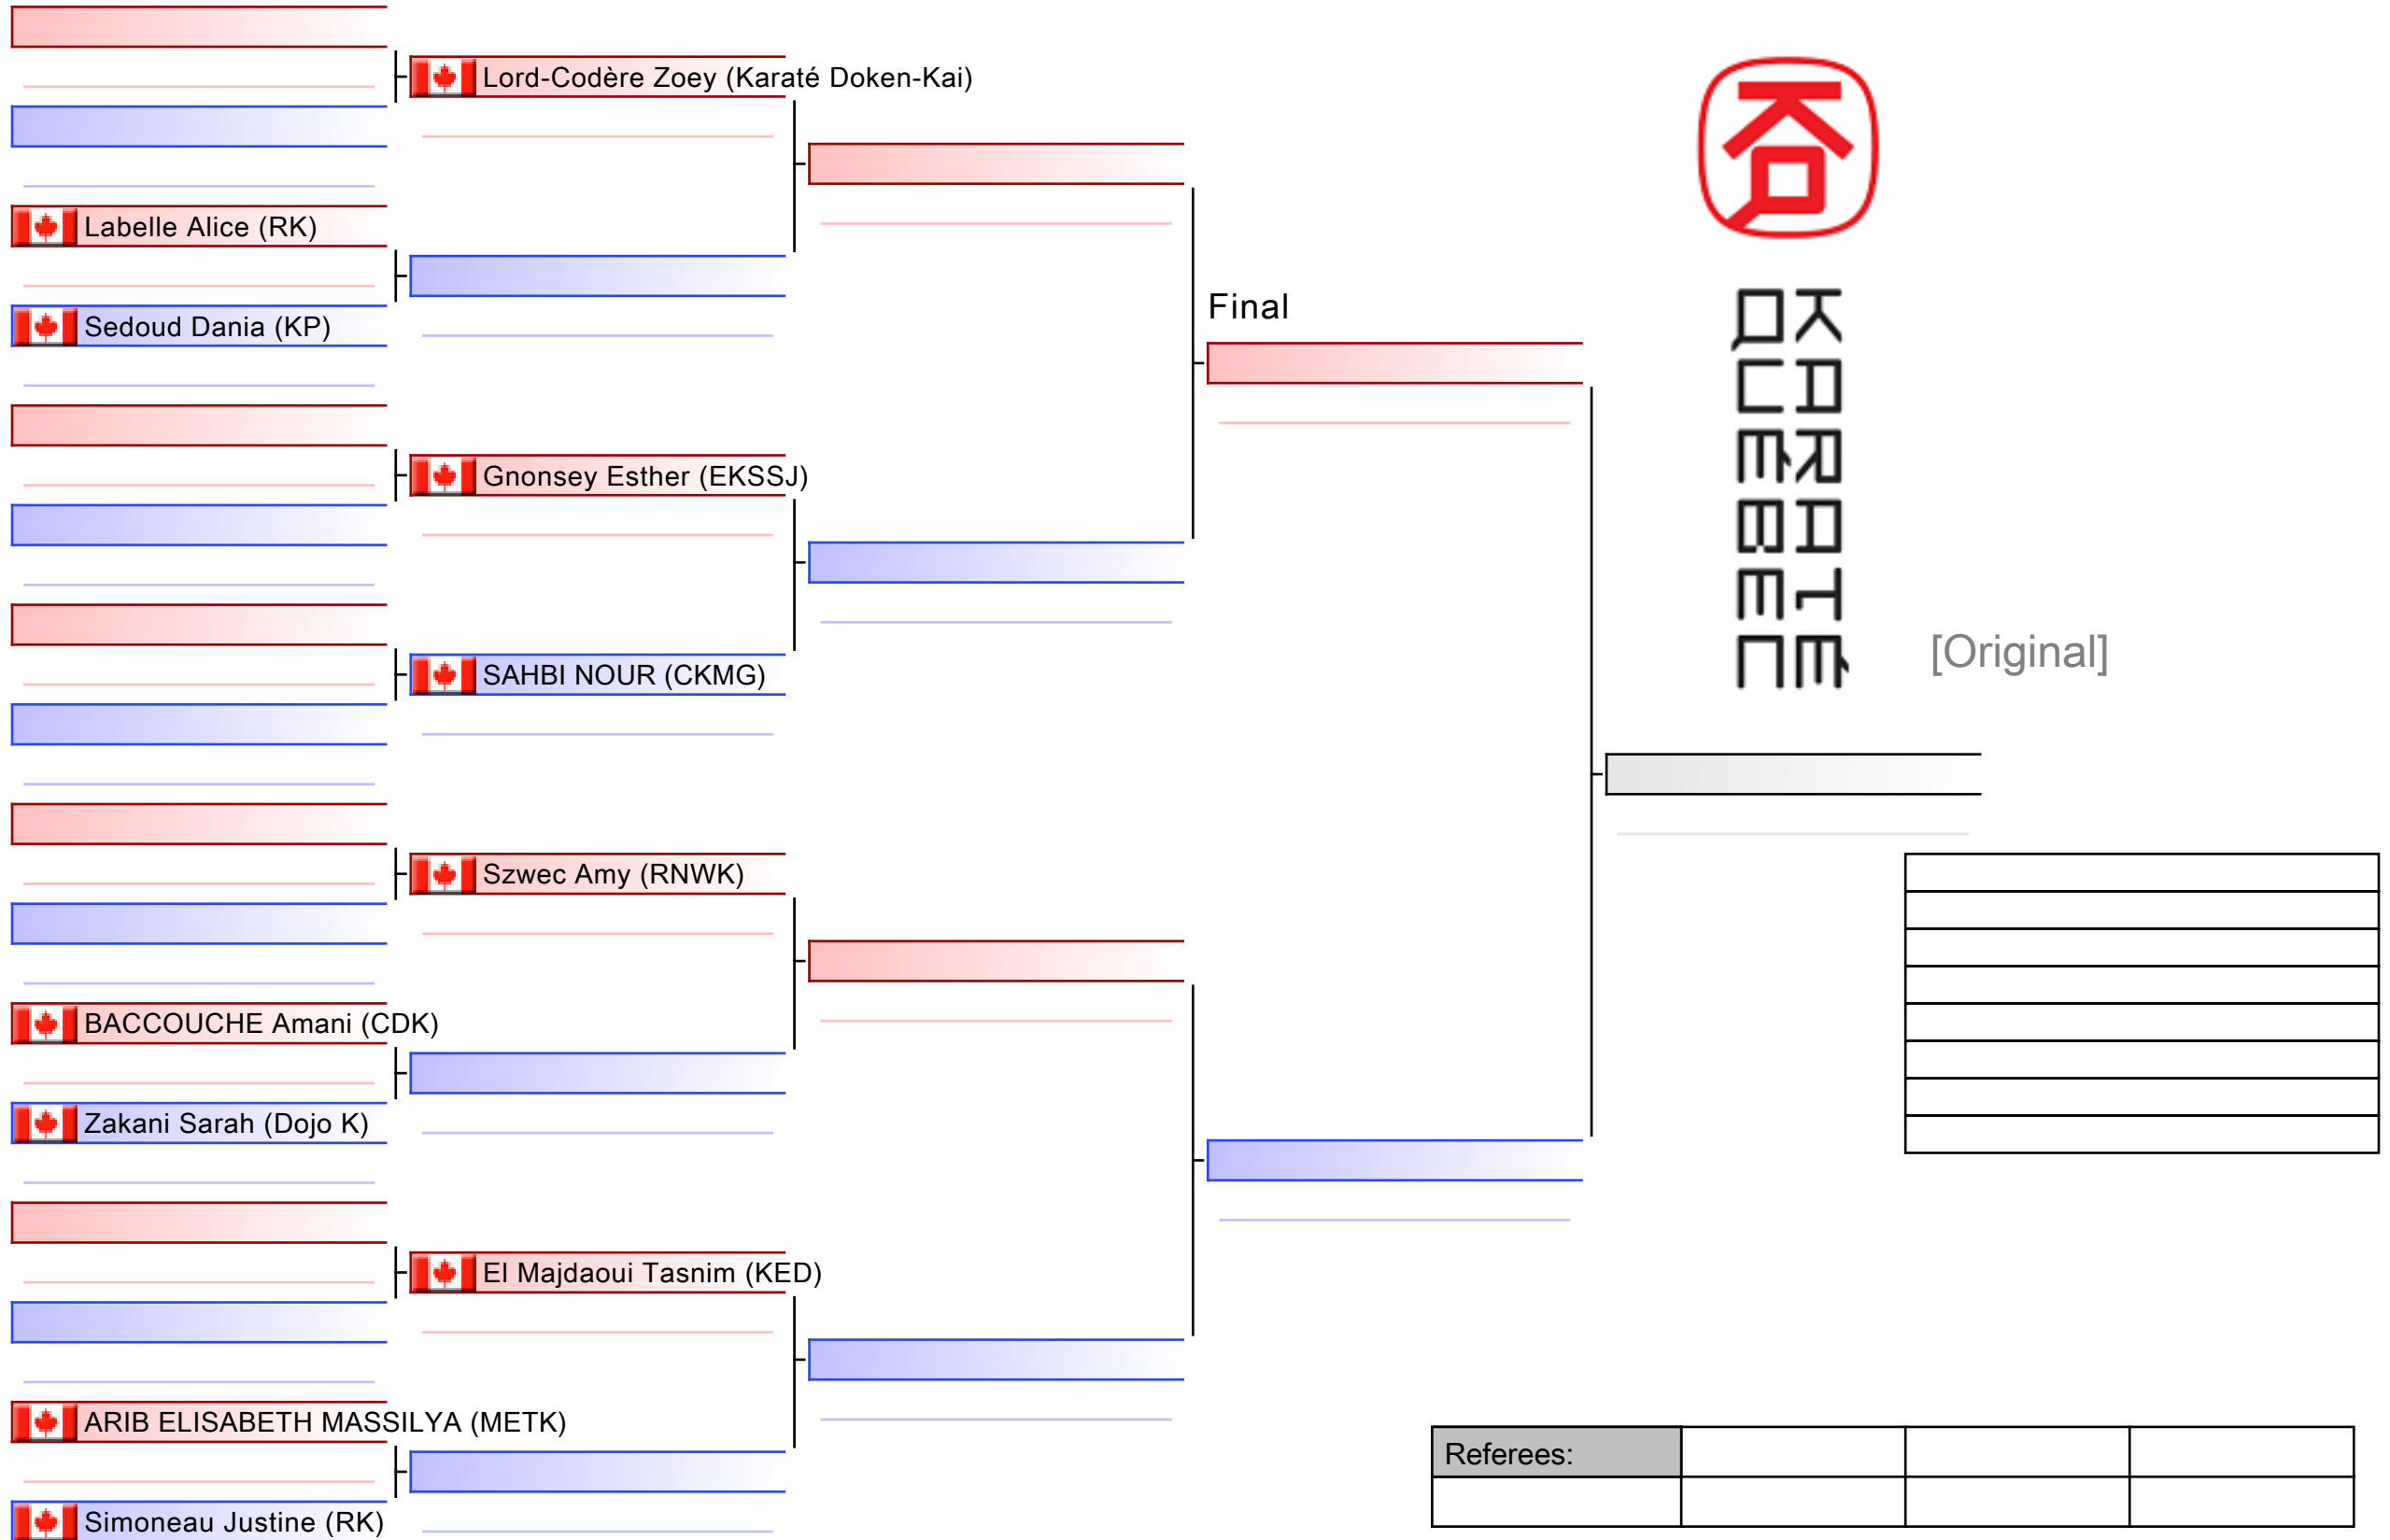 Lord-Codère Zoey (Karaté Doken-Kai)
Labelle Alice (RK)
Sedoud Dania (KP)
Final
Gnonsey Esther (EKSSJ)
SAHBI NOUR (CKMG)
KARATÉ
QUÉBEC
[Original]
Szwec Amy (RNWK)
BACCOUCHE Amani (CDK)
Zakani Sarah (Dojo K)
El Majdaoui Tasnim (KED)
ARIB ELISABETH MASSILYA (METK)
Simoneau Justine (RK)
Referees: